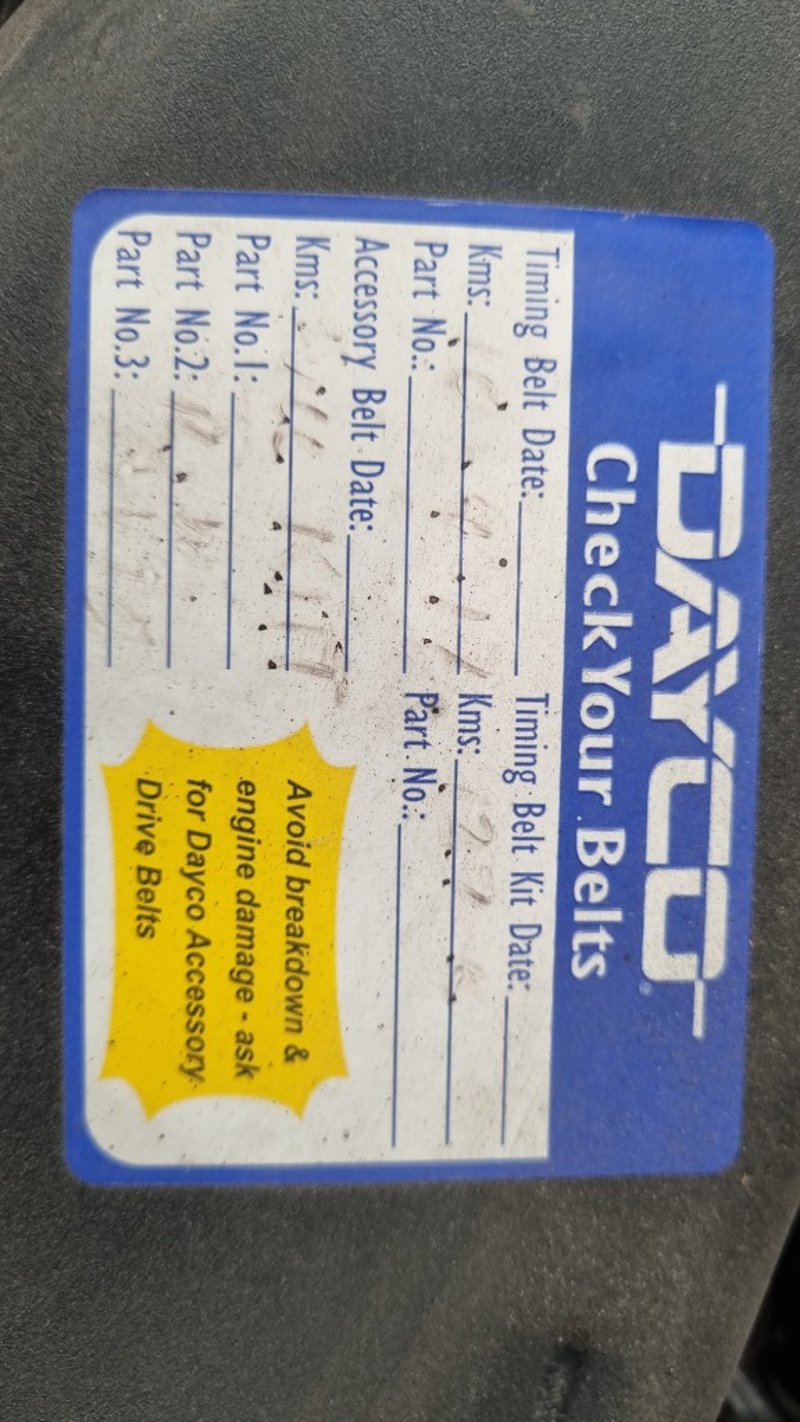 DAYCO
Check Your Belts
Timing Belt Date: Timing Belt Kit Date:
Kms: Kms:
Part No.: Part No.:
Accessory Belt Date:
Kms:
Part No.1:
Part No.2:
Part No.3:
Avoid breakdown &
engine damage - ask
for Dayco Accessory
Drive Belts